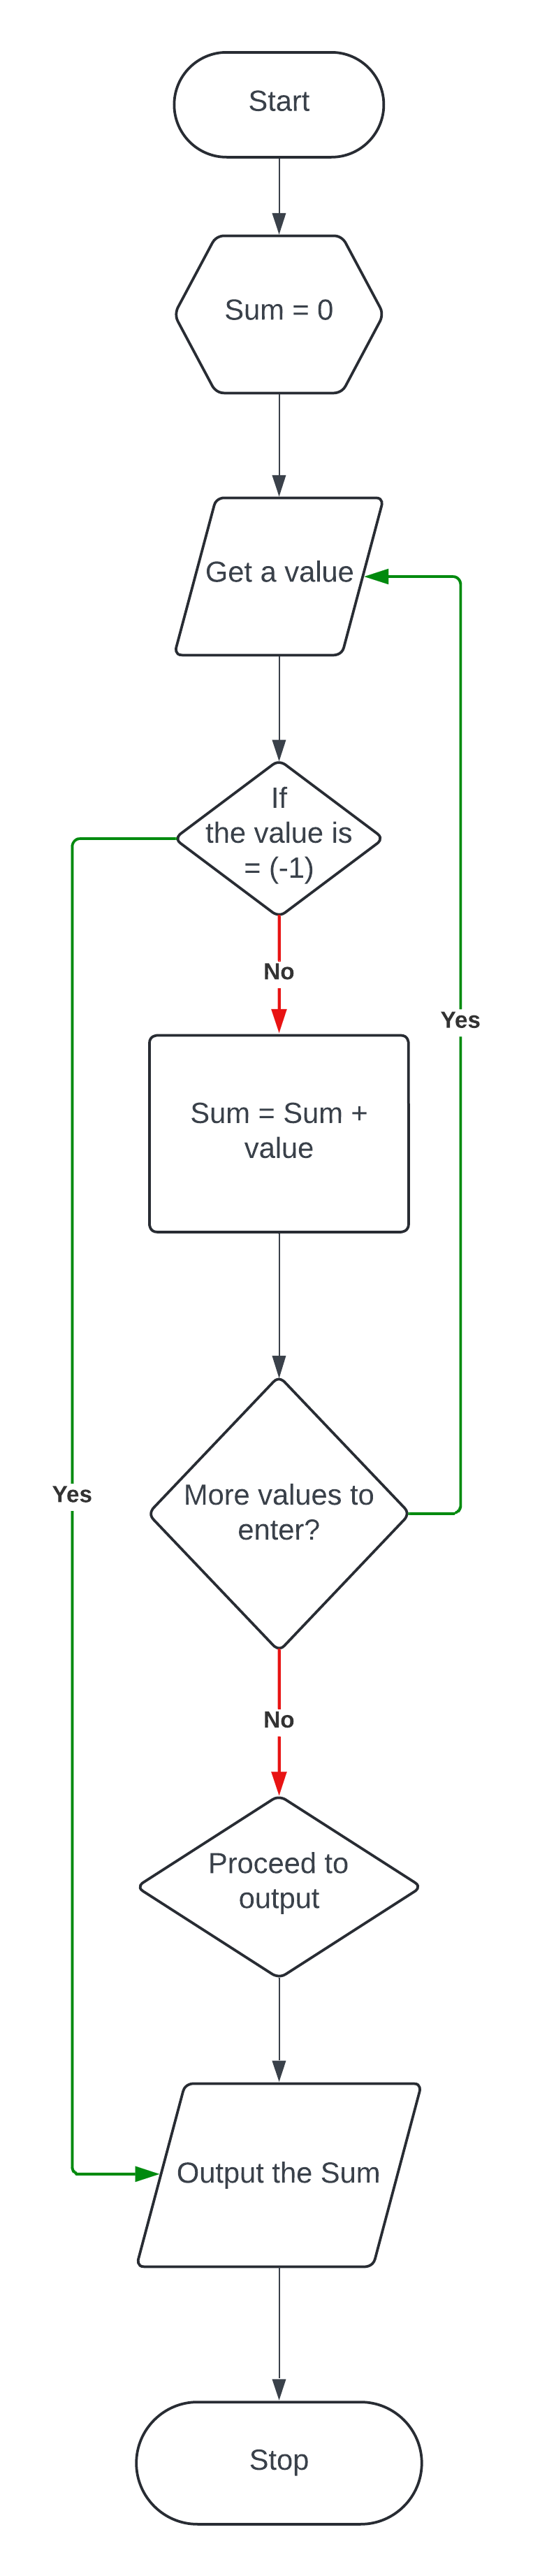 Start
Sum = 0
Get a value
If
the value is
= (-1)
No
Yes
Sum = Sum +
value
More values to
enter?
Yes
No
Proceed to
output
Output the Sum
Stop